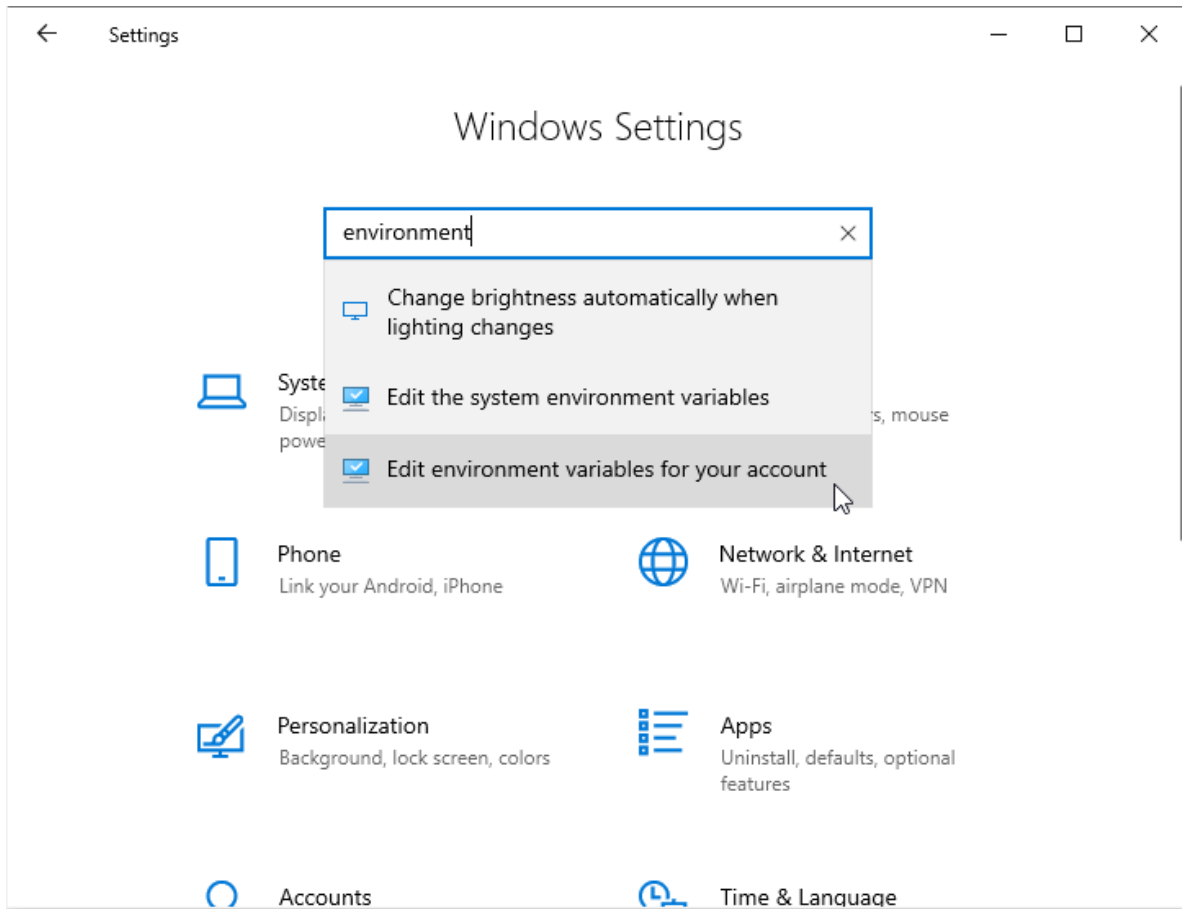 Settings
Windows Settings
environment
Change brightness automatically when
lighting changes
Edit the system environment variables
Edit environment variables for your account
s, mouse
Phone
Link your Android, iPhone
Network & Internet
Wi-Fi, airplane mode, VPN
Personalization
Background, lock screen, colors
Apps
Uninstall, defaults, optional
features
Accounts
Time & Language